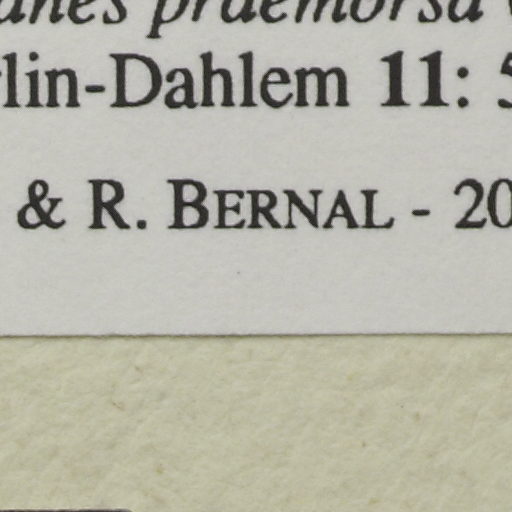 praemorsa
lin-Dahlem 11:
& R. BERNAL - 20